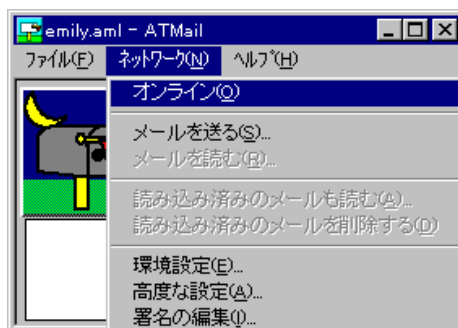 emily.aml - ATMail
ﾌｧｲﾙ(F) ﾈｯﾄﾜｰｸ(N) ﾍﾙﾌﾟ(H)
オンライン(O)
メールを送る(S)...
メールを読む(R)...
読み込み済みのメールも読む(A)...
読み込み済みのメールを削除する(D)
環境設定(E)...
高度な設定(A)...
署名の編集(I)...